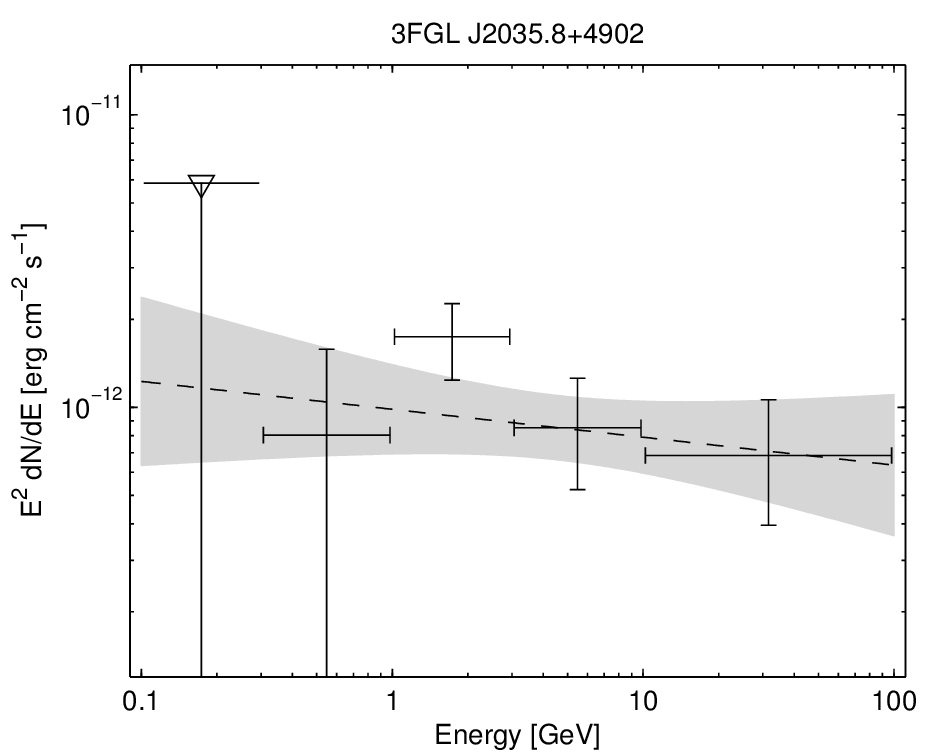 3FGL J2035.8+4902
10⁻¹¹
10⁻¹²
E² dN/dE [erg cm⁻² s⁻¹]
0.1 1 10 100
Energy [GeV]